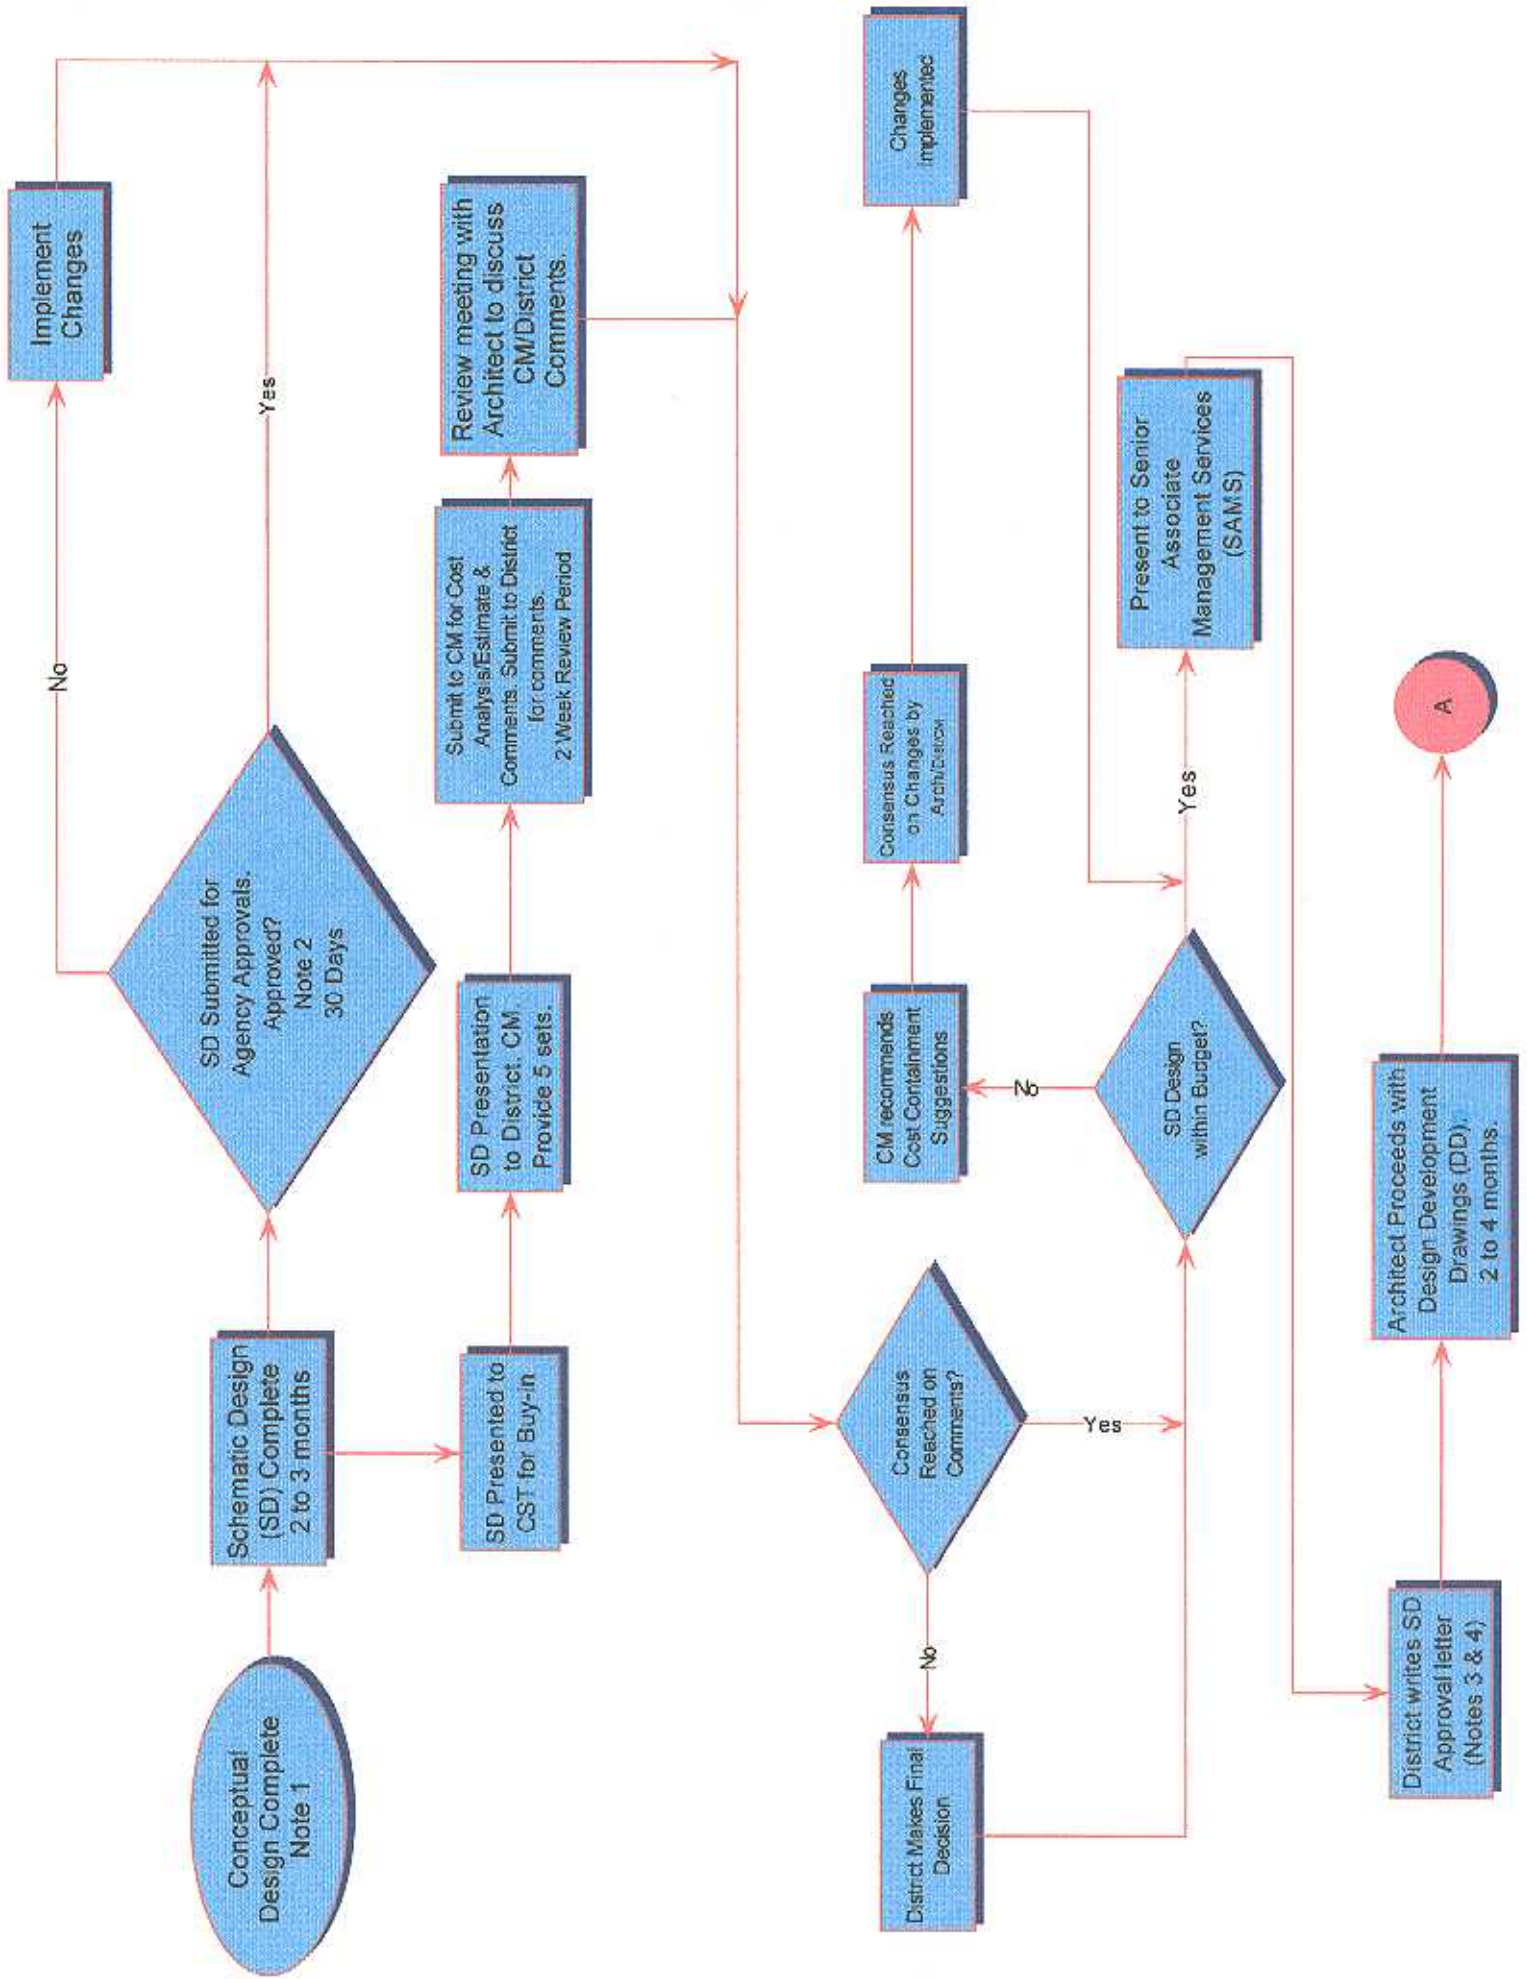 Conceptual
Design Complete
Note 1
Schematic Design
(SD) Complete
2 to 3 months
SD Submitted for
Agency Approvals.
Approved?
Note 2
30 Days
No
Implement
Changes
Yes
SD Presented to
CST for Buy-in
SD Presentation
to District, CM.
Provide 5 sets.
Submit to CM for Cost
Analysis/Estimate &
Comments. Submit to District
for comments.
2 Week Review Period
Review meeting with
Architect to discuss
CM/District
Comments.
Consensus
Reached on
Comments?
No
District Makes Final
Decision
Yes
SD Design
within Budget?
No
CM recommends
Cost Containment
Suggestions
Consensus Reached
on Changes by
Arch/Dist/CM
Changes
Implemented
Yes
Present to Senior
Associate
Management Services
(SAMS)
District writes SD
Approval letter
(Notes 3 & 4)
Architect Proceeds with
Design Development
Drawings (DD).
2 to 4 months.
A